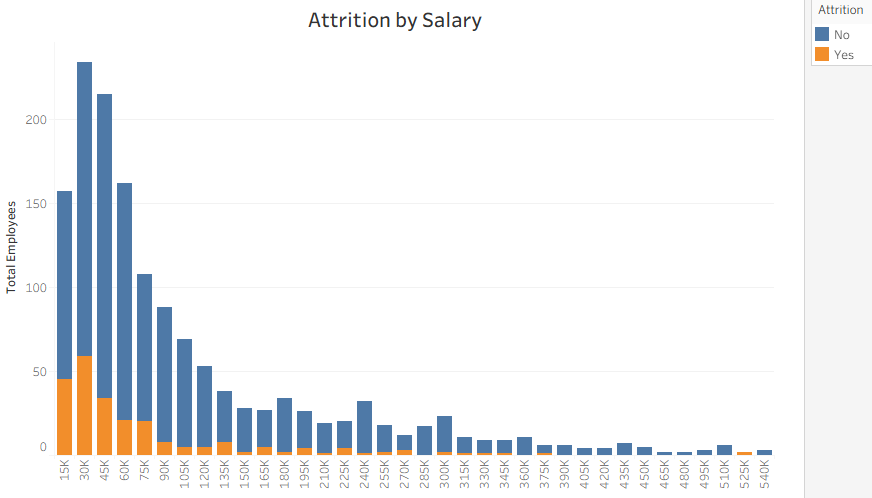 Attrition by Salary
Attrition
No
Yes
Total Employees
200
150
100
50
0
15K 30K 45K 60K 75K 90K 105K 120K 135K 150K 165K 180K 195K 210K 225K 240K 255K 270K 285K 300K 315K 330K 345K 360K 375K 390K 405K 420K 435K 450K 465K 480K 495K 510K 525K 540K